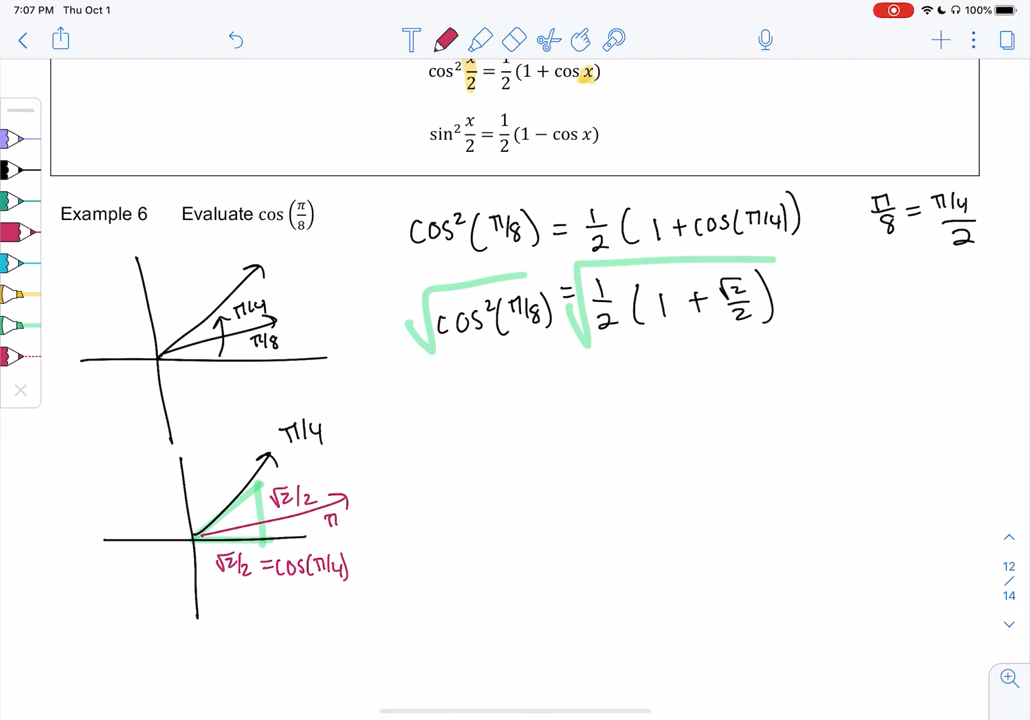 7:07 PM Thu Oct 1
100%
T
cos² x/2 = 1/2 (1 + cos x)
sin² x/2 = 1/2 (1 − cos x)
Example 6 Evaluate cos (π/8)
cos²(π/8) = 1/2 (1 + cos(π/4))
π/8 = π/4/2
√cos²(π/8) = √1/2 (1 + √2/2)
π/4
π/8
π/4
√2/2
π
√2/2 = cos(π/4)
12
/
14